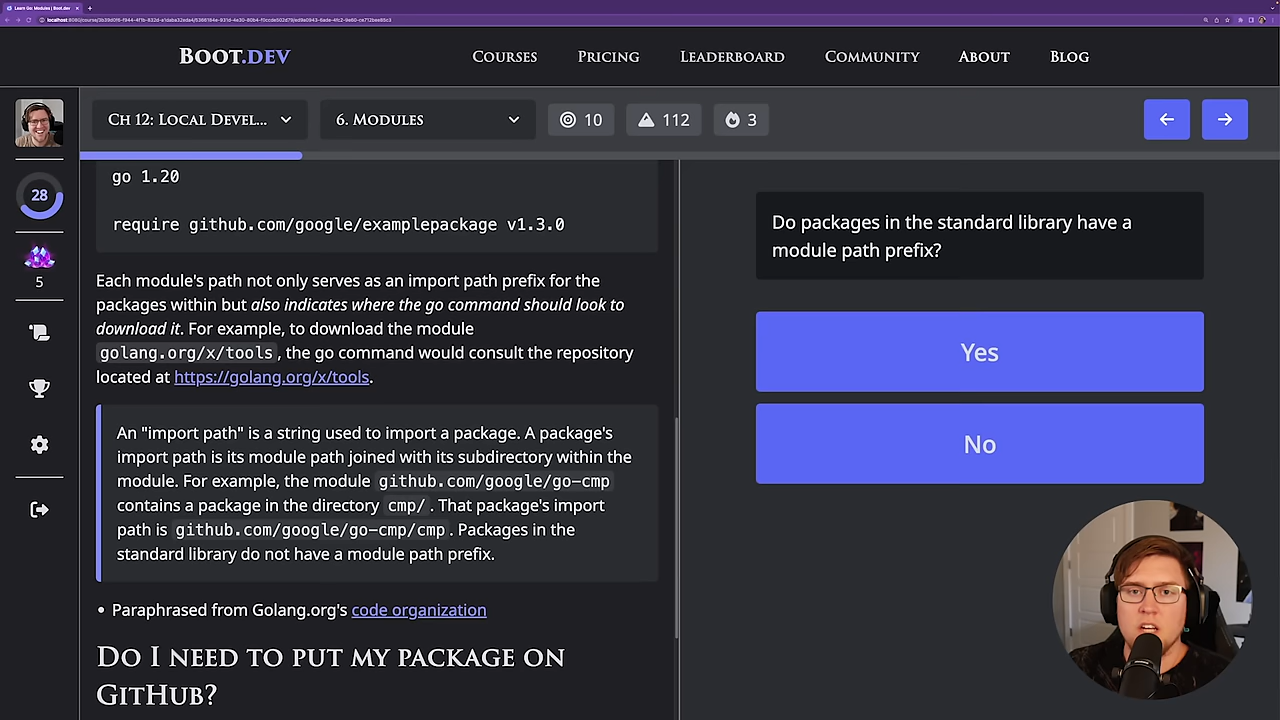 Learn Go: Modules | Boot.dev
BOOT.DEV
COURSES
PRICING
LEADERBOARD
COMMUNITY
ABOUT
BLOG
CH 12: LOCAL DEVEL...
6. MODULES
10
112
3
28
5
go 1.20
require github.com/google/examplepackage v1.3.0
Each module's path not only serves as an import path prefix for the
packages within but also indicates where the go command should look to
download it. For example, to download the module
golang.org/x/tools, the go command would consult the repository
located at https://golang.org/x/tools.
An "import path" is a string used to import a package. A package's
import path is its module path joined with its subdirectory within the
module. For example, the module github.com/google/go-cmp
contains a package in the directory cmp/. That package's import
path is github.com/google/go-cmp/cmp. Packages in the
standard library do not have a module path prefix.
• Paraphrased from Golang.org's code organization
DO I NEED TO PUT MY PACKAGE ON
GITHUB?
Do packages in the standard library have a
module path prefix?
Yes
No